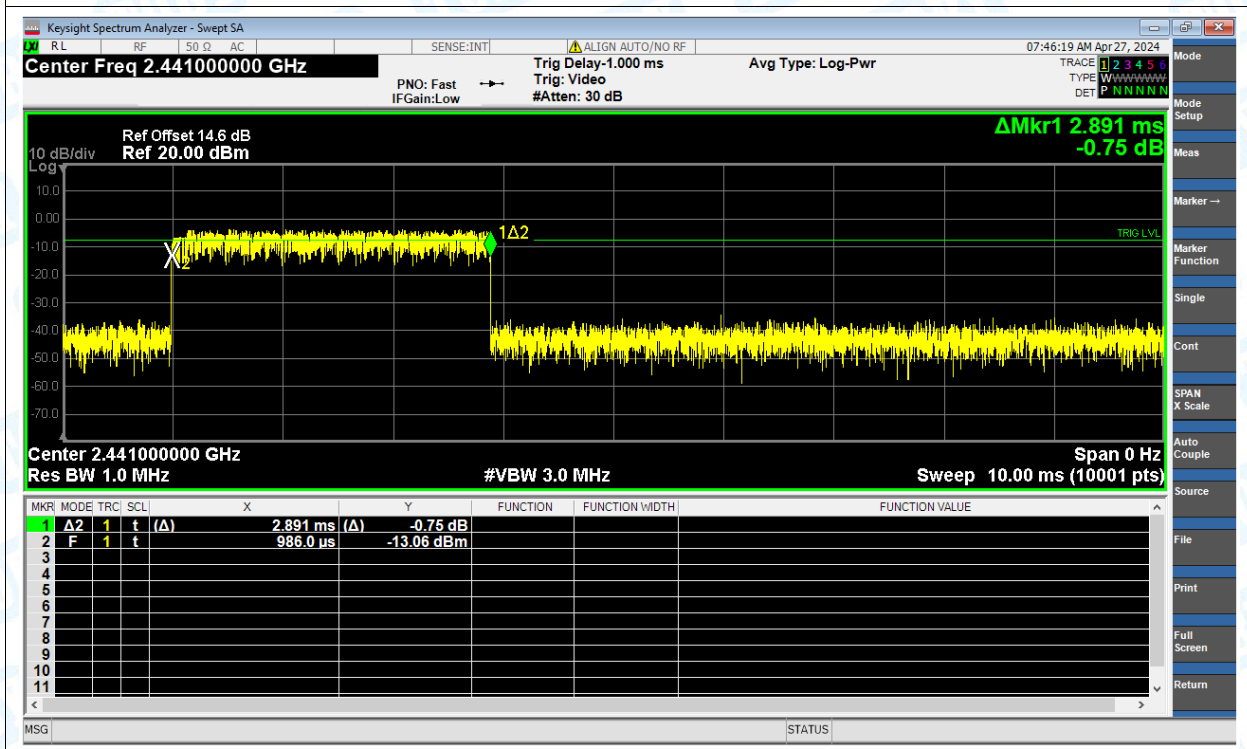 Keysight Spectrum Analyzer - Swept SA
LXI RL RF 50 Ω AC SENSE:INT ALIGN AUTO/NO RF 07:46:19 AM Apr 27, 2024
Center Freq 2.441000000 GHz
PNO: Fast
IFGain:Low
Trig Delay-1.000 ms
Trig: Video
#Atten: 30 dB
Avg Type: Log-Pwr
TRACE 1 2 3 4 5 6
TYPE WWWWWW
DET P N N N N N
ΔMkr1 2.891 ms
-0.75 dB
Ref Offset 14.6 dB
10 dB/div Ref 20.00 dBm
Log
10.0
0.00
-10.0
-20.0
-30.0
-40.0
-50.0
-60.0
-70.0
1Δ2
2
TRIG LVL
Center 2.441000000 GHz Span 0 Hz
Res BW 1.0 MHz #VBW 3.0 MHz Sweep 10.00 ms (10001 pts)
MKR MODE TRC SCL X Y FUNCTION FUNCTION WIDTH FUNCTION VALUE
1 Δ2 1 t (Δ) 2.891 ms (Δ) -0.75 dB
2 F 1 t 986.0 µs -13.06 dBm
3
4
5
6
7
8
9
10
11
MSG STATUS
Mode
Mode
Setup
Meas
Marker →
Marker
Function
Single
Cont
SPAN
X Scale
Auto
Couple
Source
File
Print
Full
Screen
Return